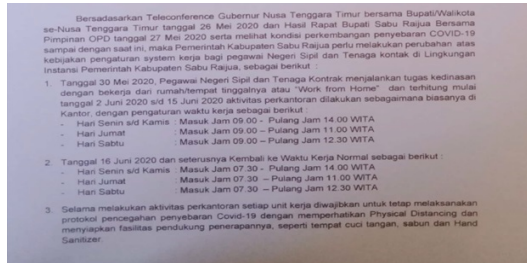 Bersadasarkan Teleconference Gubernur Nusa Tenggara Timur bersama Bupati/Walikota
se-Nusa Tenggara Timur tanggal 26 Mei 2020 dan Hasil Rapat Bupati Sabu Raijua Bersama
Pimpinan OPD tanggal 27 Mei 2020 serta melihat kondisi perkembangan penyebaran COVID-19
sampai dengan saat ini, maka Pemerintah Kabupaten Sabu Raijua perlu melakukan perubahan atas
kebijakan pengaturan system kerja bagi pegawai Negeri Sipil dan Tenaga kontak di Lingkungan
Instansi Pemerintah Kabupaten Sabu Raijua, sebagai berikut :
1. Tanggal 30 Mei 2020, Pegawai Negeri Sipil dan Tenaga Kontrak menjalankan tugas kedinasan
dengan bekerja dari rumah/tempat tinggalnya atau "Work from Home" dan terhitung mulai
tanggal 2 Juni 2020 s/d 15 Juni 2020 aktivitas perkantoran dilakukan sebagaimana biasanya di
Kantor, dengan pengaturan waktu kerja sebagai berikut :
- Hari Senin s/d Kamis : Masuk Jam 09.00 - Pulang Jam 14.00 WITA
- Hari Jumat : Masuk Jam 09.00 – Pulang Jam 11.00 WITA
- Hari Sabtu : Masuk Jam 09.00 – Pulang Jam 12.30 WITA
2. Tanggal 16 Juni 2020 dan seterusnya Kembali ke Waktu Kerja Normal sebagai berikut :
- Hari Senin s/d Kamis : Masuk Jam 07.30 - Pulang Jam 14.00 WITA
- Hari Jumat : Masuk Jam 07.30 – Pulang Jam 11.00 WITA
- Hari Sabtu : Masuk Jam 07.30 – Pulang Jam 12.30 WITA
3. Selama melakukan aktivitas perkantoran setiap unit kerja diwajibkan untuk tetap melaksanakan
protokol pencegahan penyebaran Covid-19 dengan memperhatikan Physical Distancing dan
menyiapkan fasilitas pendukung penerapannya, seperti tempat cuci tangan, sabun dan Hand
Sanitizer.